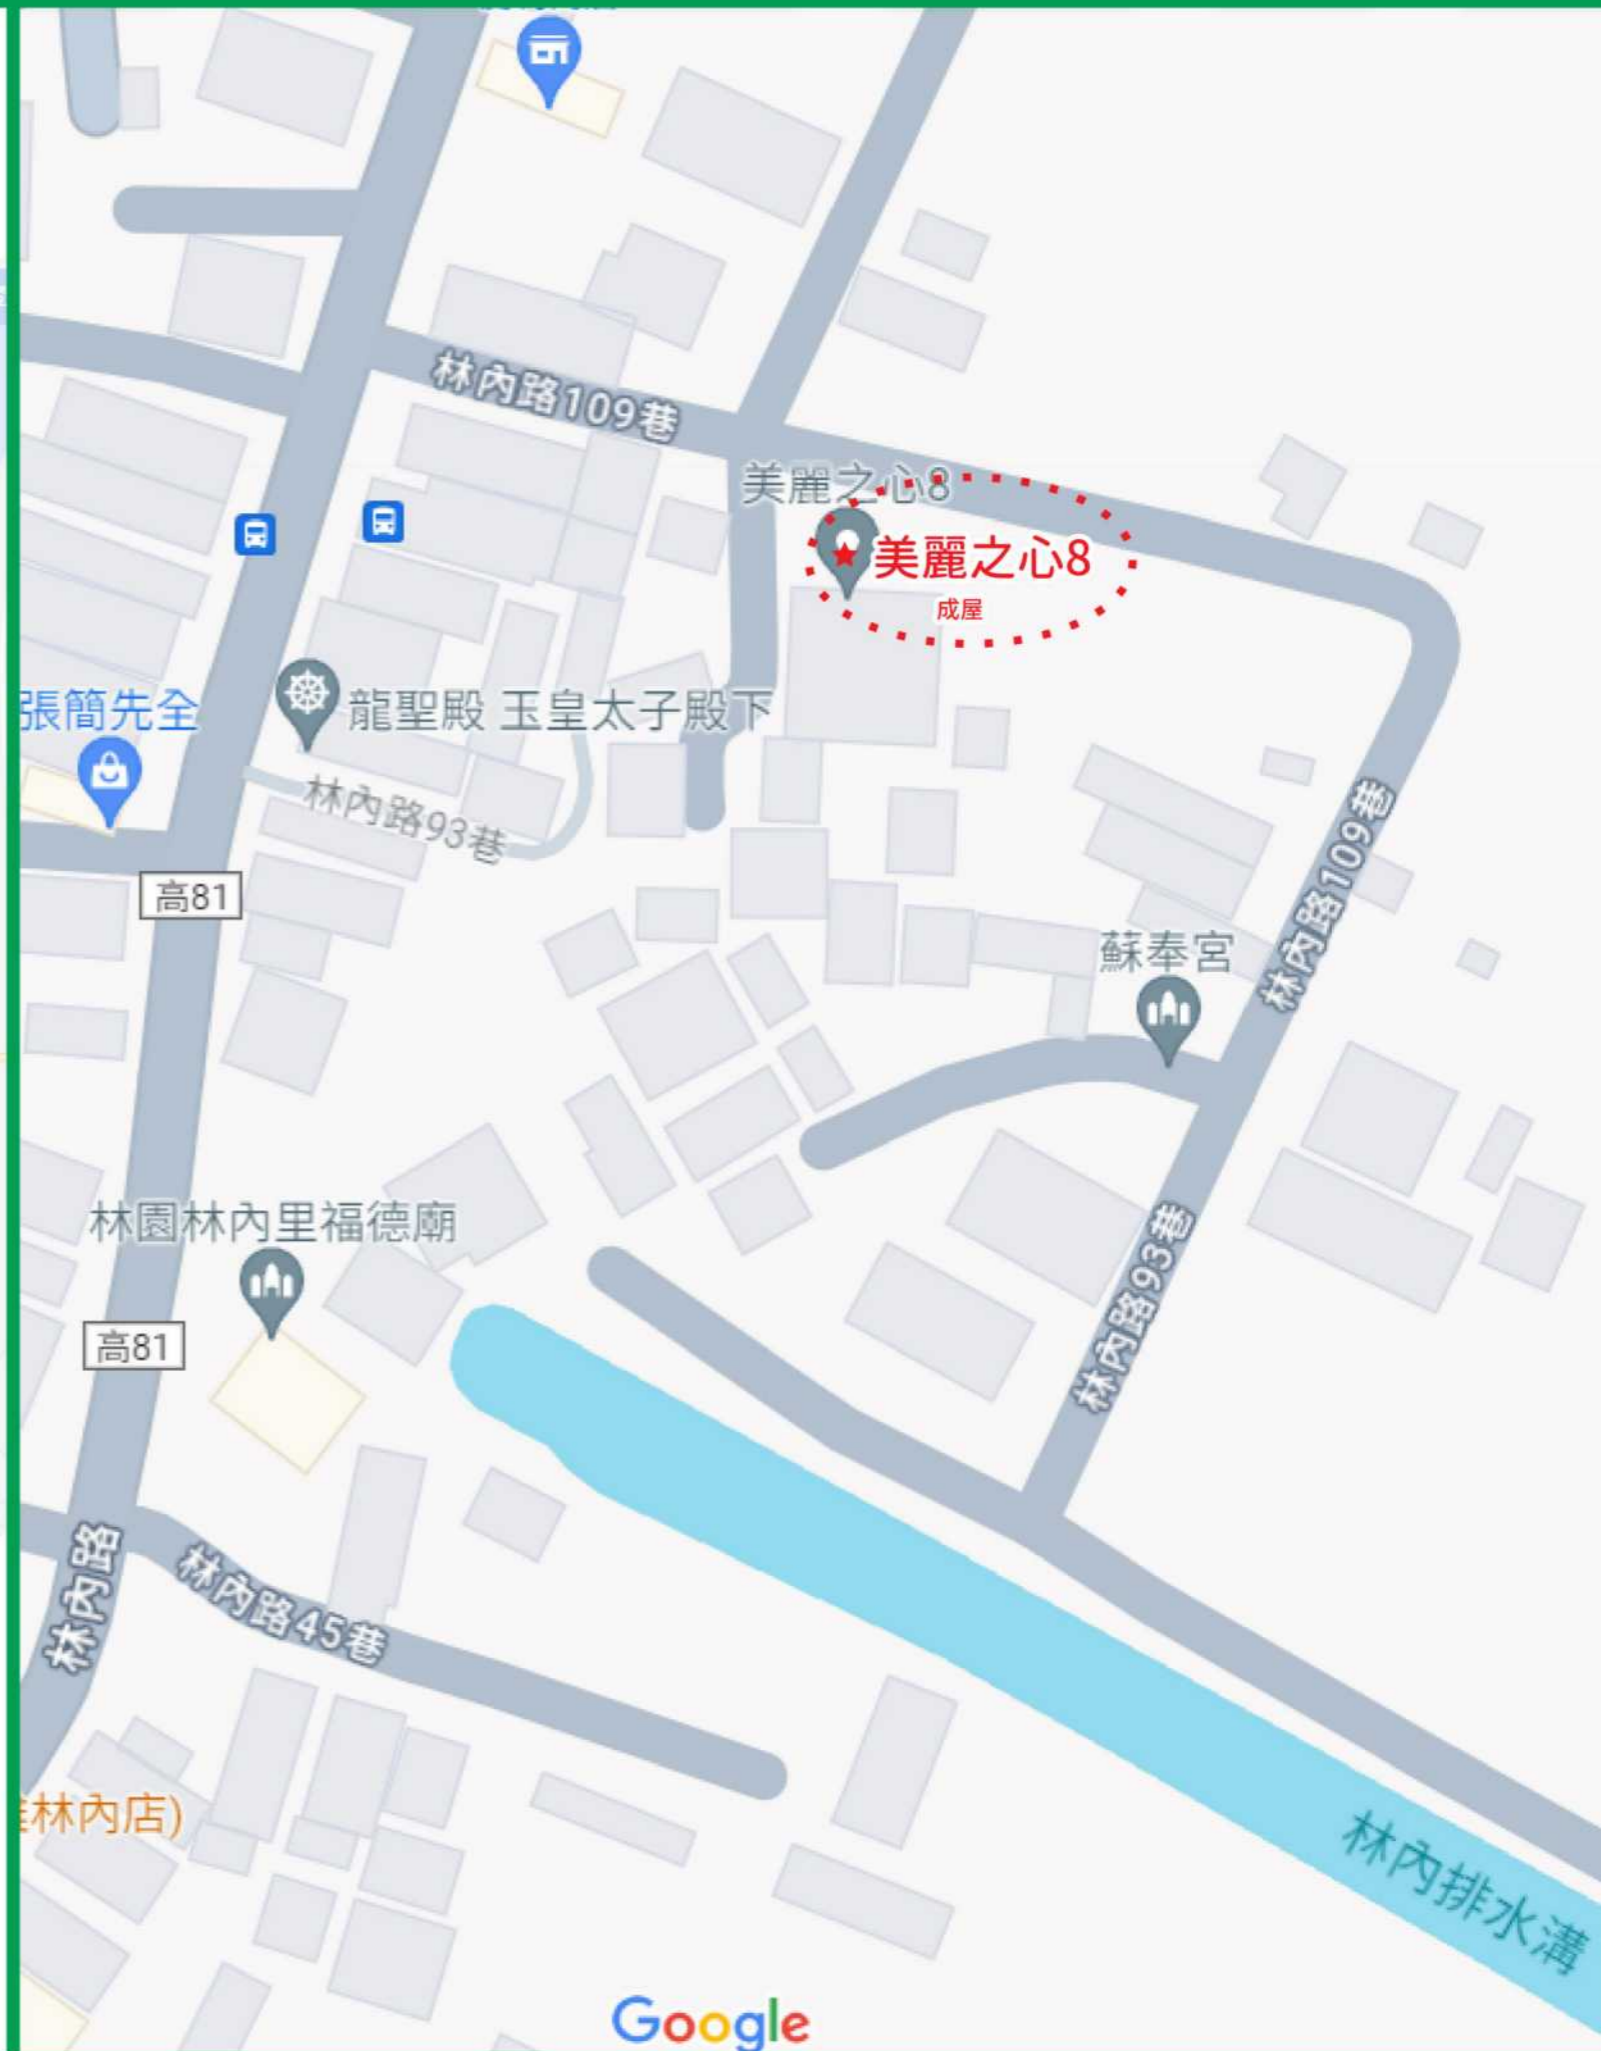 林內路109巷
美麗之心8
美麗之心8
成屋
張簡先全
龍聖殿 玉皇太子殿下
林內路93巷
林內路109巷
高81
蘇奉宮
林園林內里福德廟
林內路93巷
高81
林內路
林內路45巷
林內店)
林內排水溝
Google